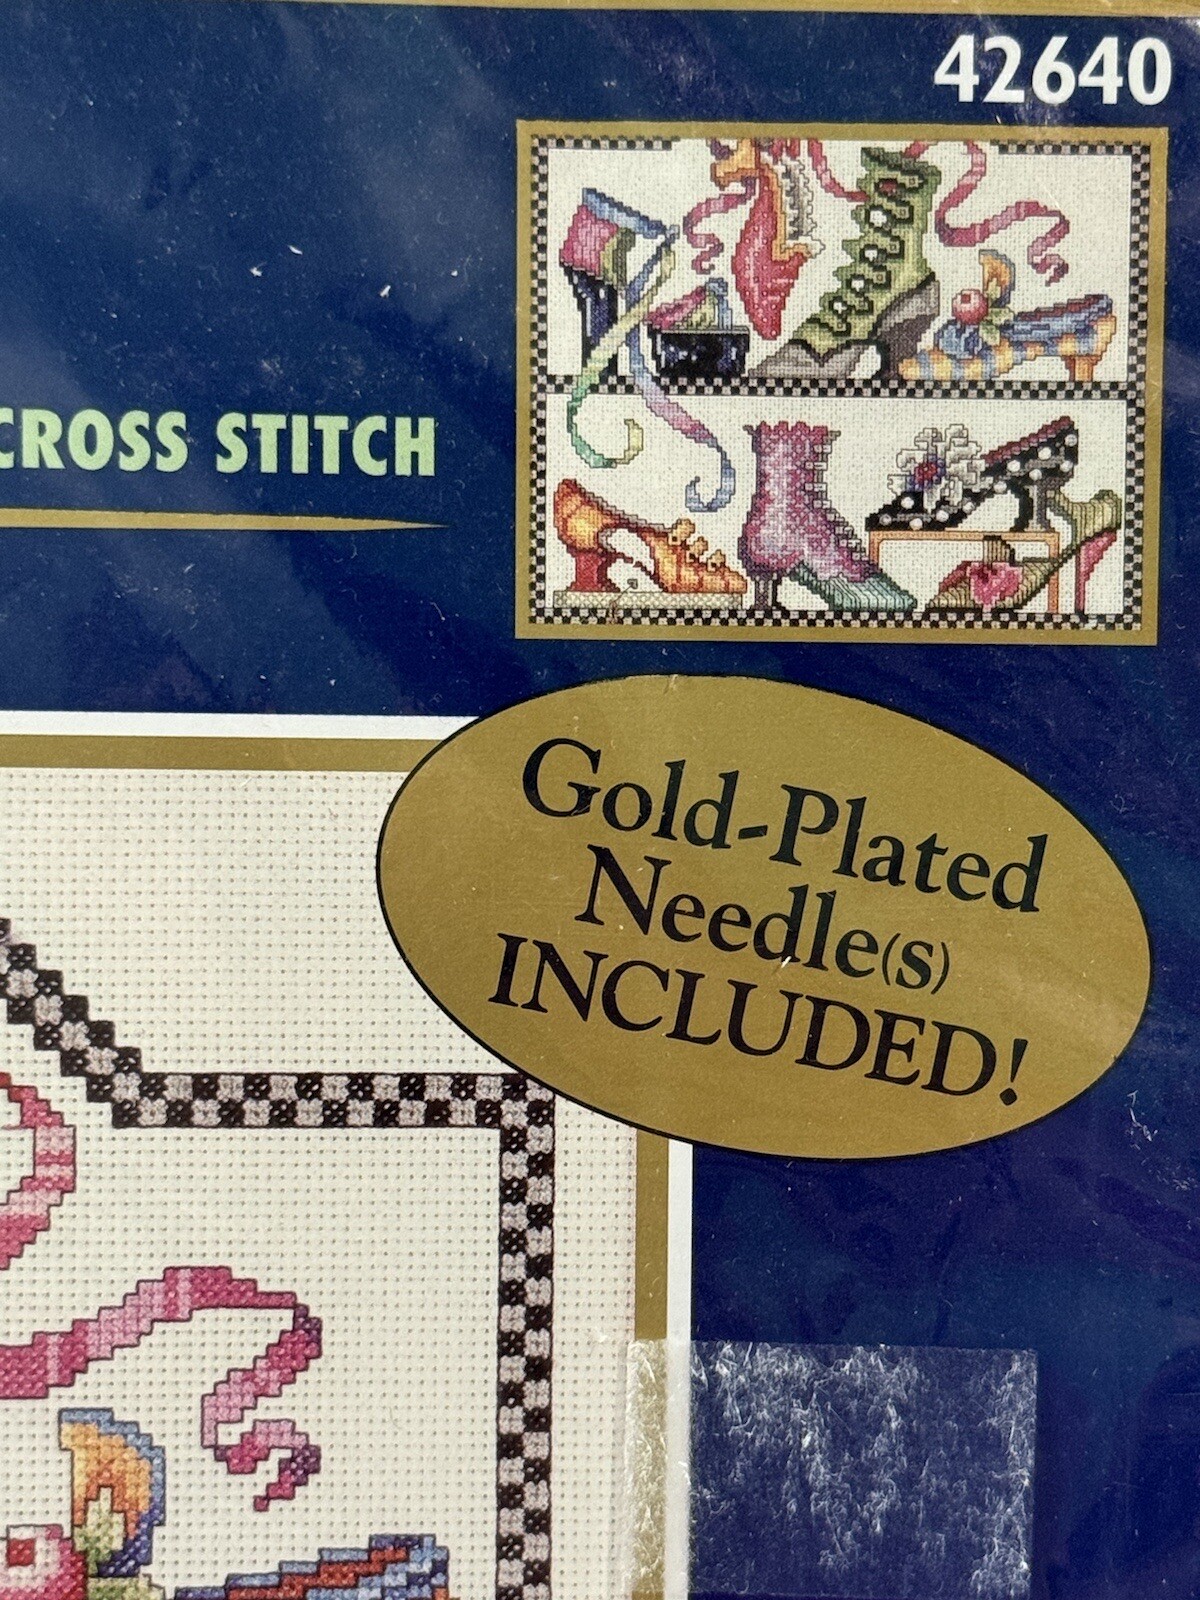 42640
CROSS STITCH
Gold-Plated
Needle(s)
INCLUDED!